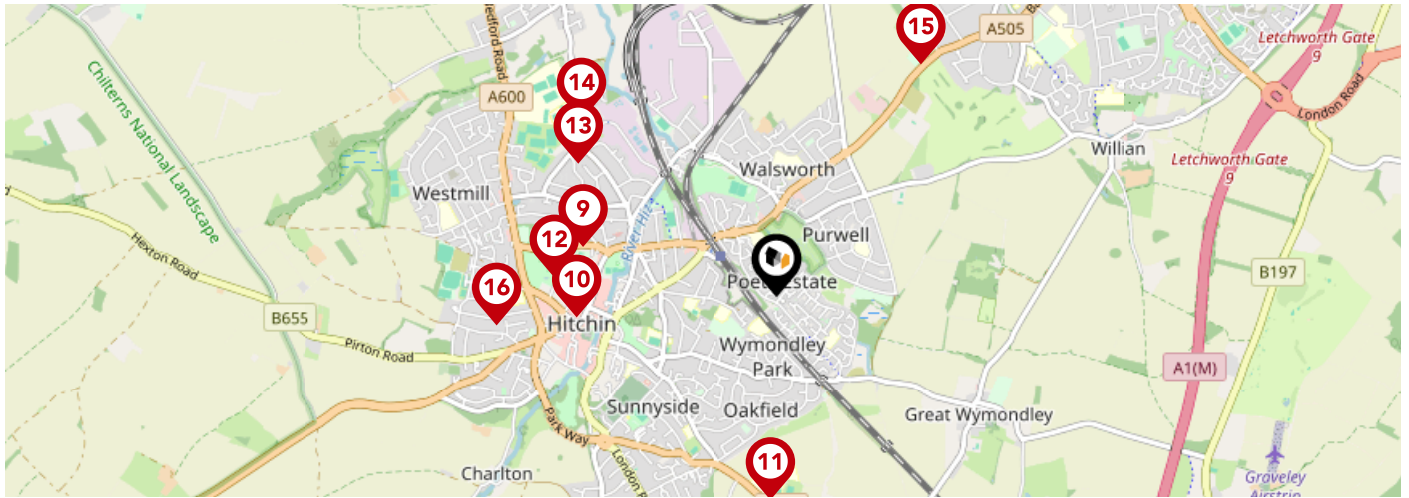 15
A505
Letchworth Gate
9
London Road
edford Road
A600
14
13
Chilterns National Landscape
Walsworth
Willian
Letchworth Gate
9
Westmill
9
12
River Hiz
Purwell
Hexton Road
10
16
Poets Estate
B197
B655
Hitchin
Pirton Road
Wymondley
Park
A1(M)
Sunnyside
Oakfield
Great Wymondley
Park Way
11
Charlton
London R
Graveley
Airstrip